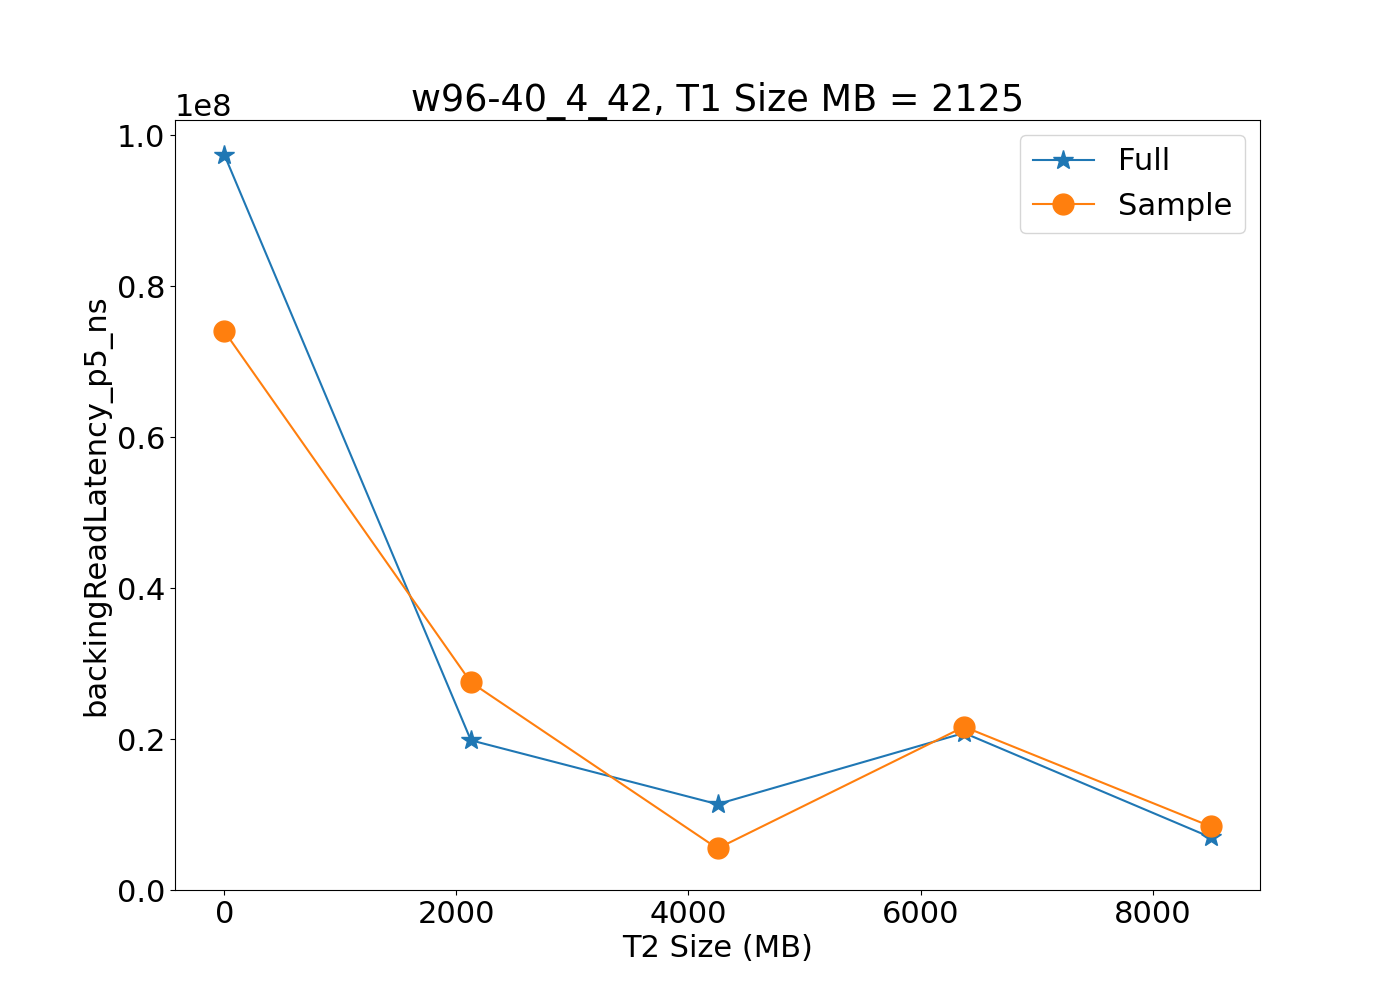 w96-40_4_42, T1 Size MB = 2125
1e8
1.0
0.8
0.6
0.4
0.2
0.0
backingReadLatency_p5_ns
Full
Sample
0 2000 4000 6000 8000
T2 Size (MB)